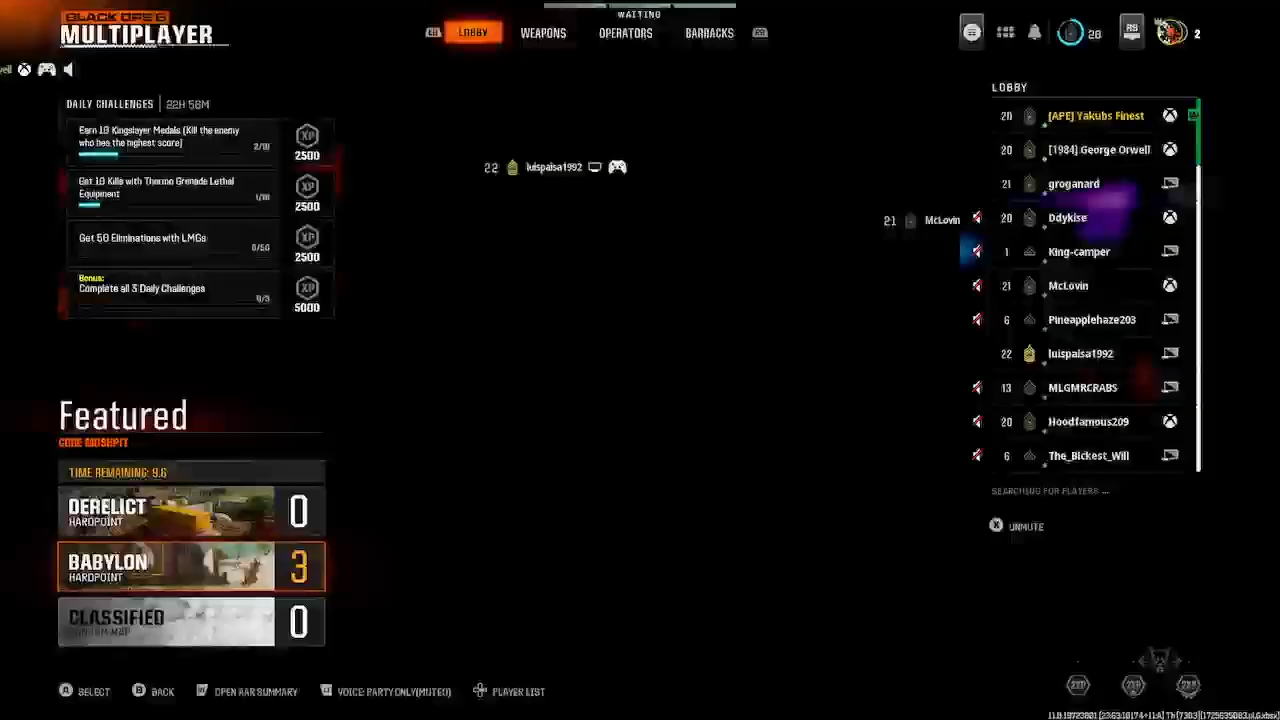 BLACK OPS 6
MULTIPLAYER
WAITING
LOBBY
WEAPONS
OPERATORS
BARRACKS
28
2
DAILY CHALLENGES
22H 56M
Earn 10 Kingslayer Medals (Kill the enemy
who has the highest score)
2/10
2500
Get 10 Kills with Thermo Grenade Lethal
Equipment
1/10
2500
Get 50 Eliminations with LMGs
0/50
2500
Bonus:
Complete all 3 Daily Challenges
0/3
5000
22 luispaisa1992
21 McLovin
LOBBY
20 [APE] Yakubs Finest
20 [1984] George Orwell
21 groganard
20 Ddykise
1 King-camper
21 McLovin
6 Pineapplehaze203
22 luispaisa1992
13 MLGMRCRABS
20 Hoodfamous209
6 The_Bickest_Will
SEARCHING FOR PLAYERS ...
X UNMUTE
Featured
CODE MOSHPIT
TIME REMAINING: 9.6
DERELICT
HARDPOINT
0
BABYLON
HARDPOINT
3
CLASSIFIED
RANDOM MAP
0
A SELECT
B BACK
OPEN AAR SUMMARY
VOICE: PARTY ONLY(MUTED)
PLAYER LIST